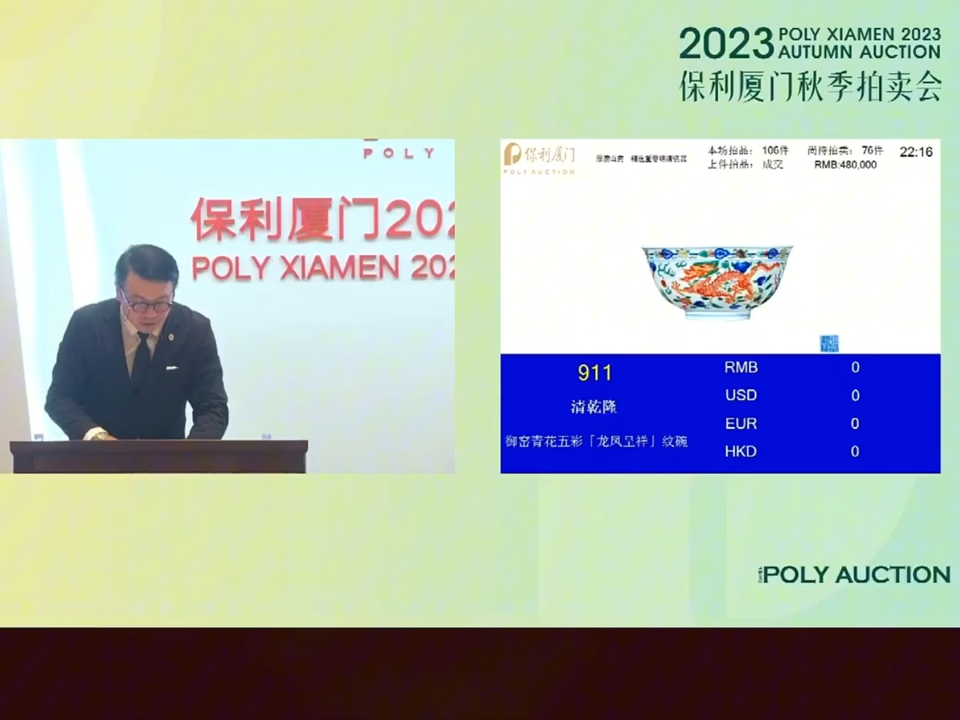 2023 POLY XIAMEN 2023
AUTUMN AUCTION
保利厦门秋季拍卖会
POLY
保利厦门202
POLY XIAMEN 202
保利厦门
POLY AUCTION
本场拍品： 106件 尚待拍卖： 76件 22:16
上件拍品： 成交 RMB:480,000
911
清乾隆
御窑青花五彩「龙凤呈祥」纹碗
RMB 0
USD 0
EUR 0
HKD 0
POLY AUCTION